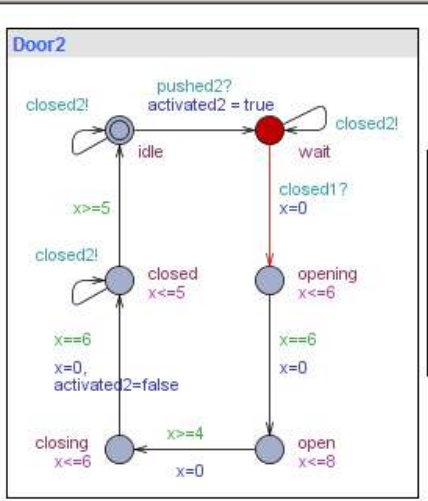 Door2
pushed2?
closed2!
activated2 = true
closed2!
idle
wait
closed1?
x>=5
x=0
closed2!
closed
opening
x<=5
x<=6
x==6
x==6
x=0,
x=0
activated2=false
x>=4
closing
open
x<=6
x<=8
x=0